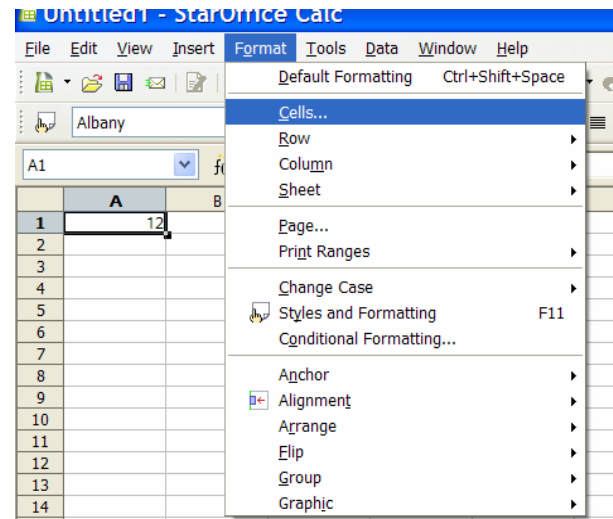 Untitled1 - StarOffice Calc
File Edit View Insert Format Tools Data Window Help
Default Formatting Ctrl+Shift+Space
Albany
Cells...
Row
A1
Column
Sheet
A B
1 12
Page...
2
Print Ranges
3
4
Change Case
5
Styles and Formatting F11
6
Conditional Formatting...
7
8
Anchor
9
Alignment
10
Arrange
11
12
Flip
13
Group
14
Graphic